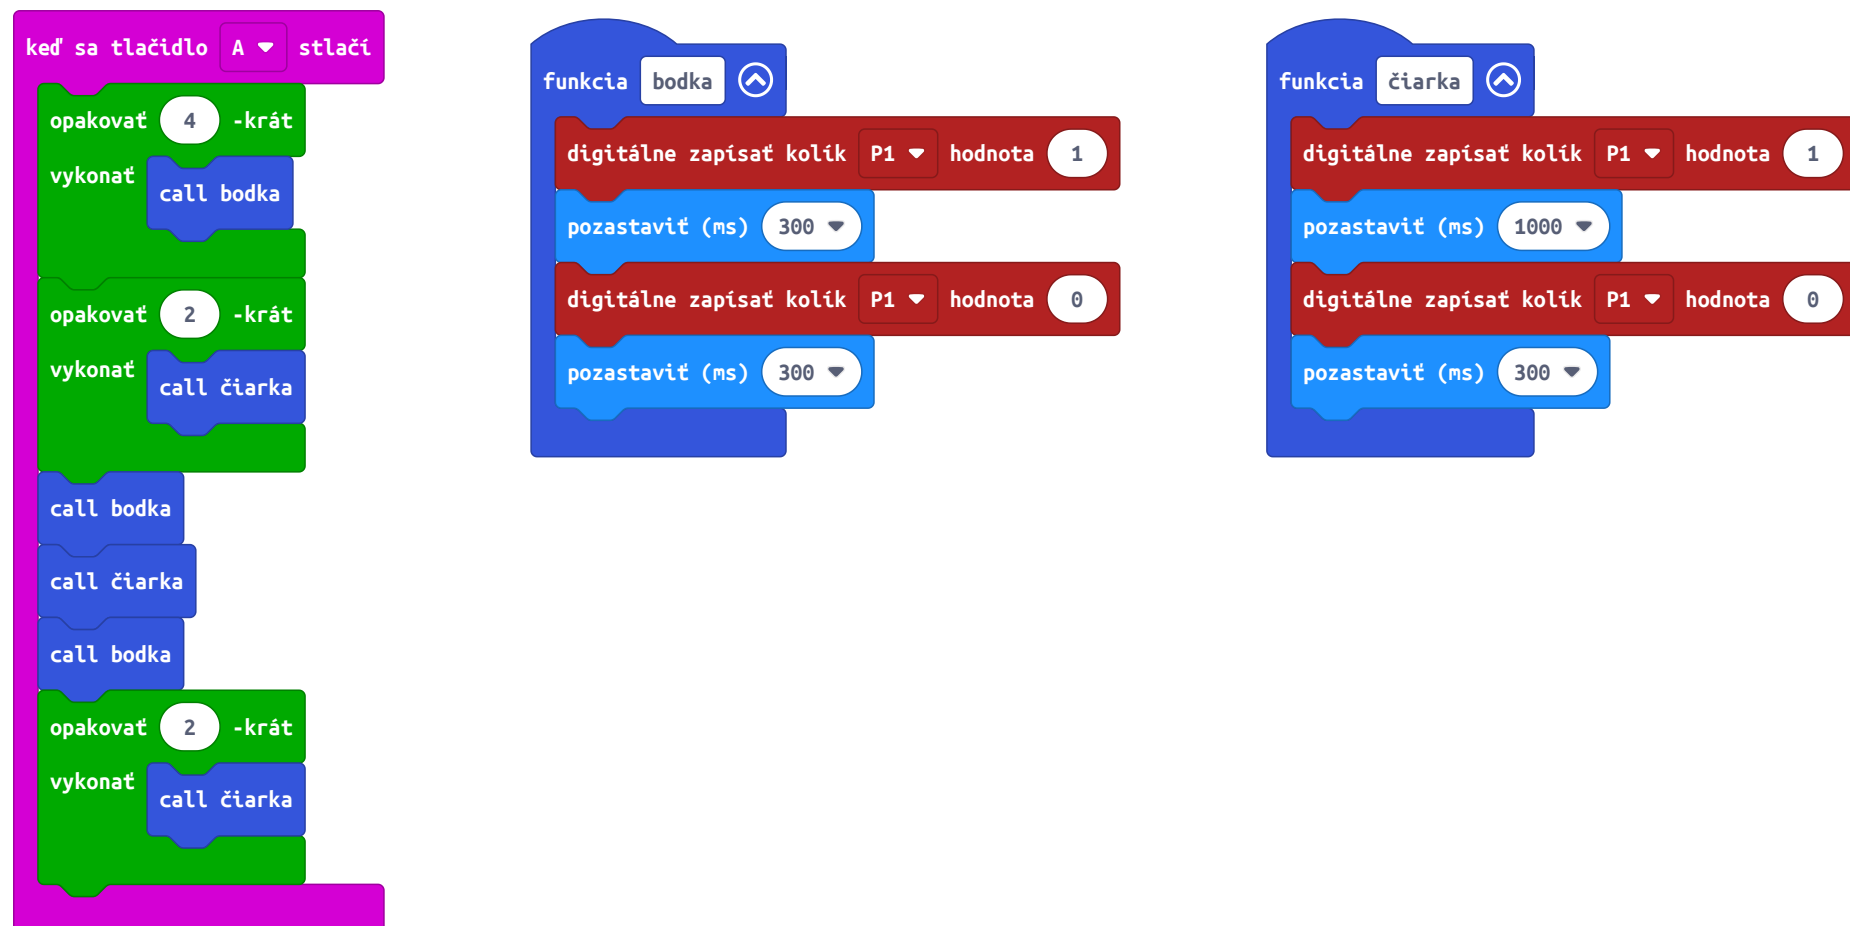 keď sa tlačidlo A stlačí
opakovať 4 -krát
vykonať
call bodka
opakovať 2 -krát
vykonať
call čiarka
call bodka
call čiarka
call bodka
opakovať 2 -krát
vykonať
call čiarka
funkcia bodka
digitálne zapísať kolík P1 hodnota 1
pozastaviť (ms) 300
digitálne zapísať kolík P1 hodnota 0
pozastaviť (ms) 300
funkcia čiarka
digitálne zapísať kolík P1 hodnota 1
pozastaviť (ms) 1000
digitálne zapísať kolík P1 hodnota 0
pozastaviť (ms) 300